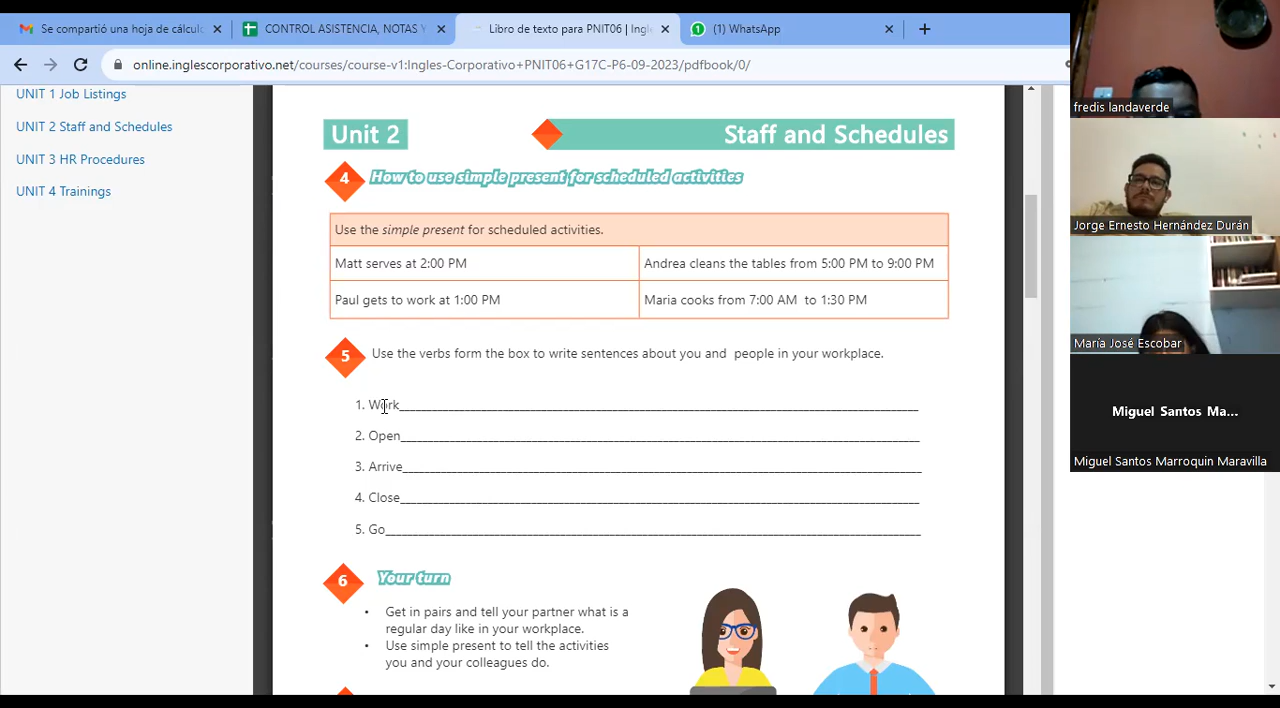 Se compartió una hoja de cálcul
CONTROL ASISTENCIA, NOTAS Y
Libro de texto para PNIT06 | Ingl
(1) WhatsApp
online.inglescorporativo.net/courses/course-v1:Ingles-Corporativo+PNIT06+G17C-P6-09-2023/pdfbook/0/
UNIT 1 Job Listings
UNIT 2 Staff and Schedules
UNIT 3 HR Procedures
UNIT 4 Trainings
Unit 2
Staff and Schedules
4 How to use simple present for scheduled activities
Use the simple present for scheduled activities.
Matt serves at 2:00 PM
Andrea cleans the tables from 5:00 PM to 9:00 PM
Paul gets to work at 1:00 PM
Maria cooks from 7:00 AM to 1:30 PM
5 Use the verbs form the box to write sentences about you and people in your workplace.
1. Work
2. Open
3. Arrive
4. Close
5. Go
6 Your turn
• Get in pairs and tell your partner what is a
regular day like in your workplace.
• Use simple present to tell the activities
you and your colleagues do.
fredis landaverde
Jorge Ernesto Hernández Durán
María José Escobar
Miguel Santos Ma...
Miguel Santos Marroquin Maravilla